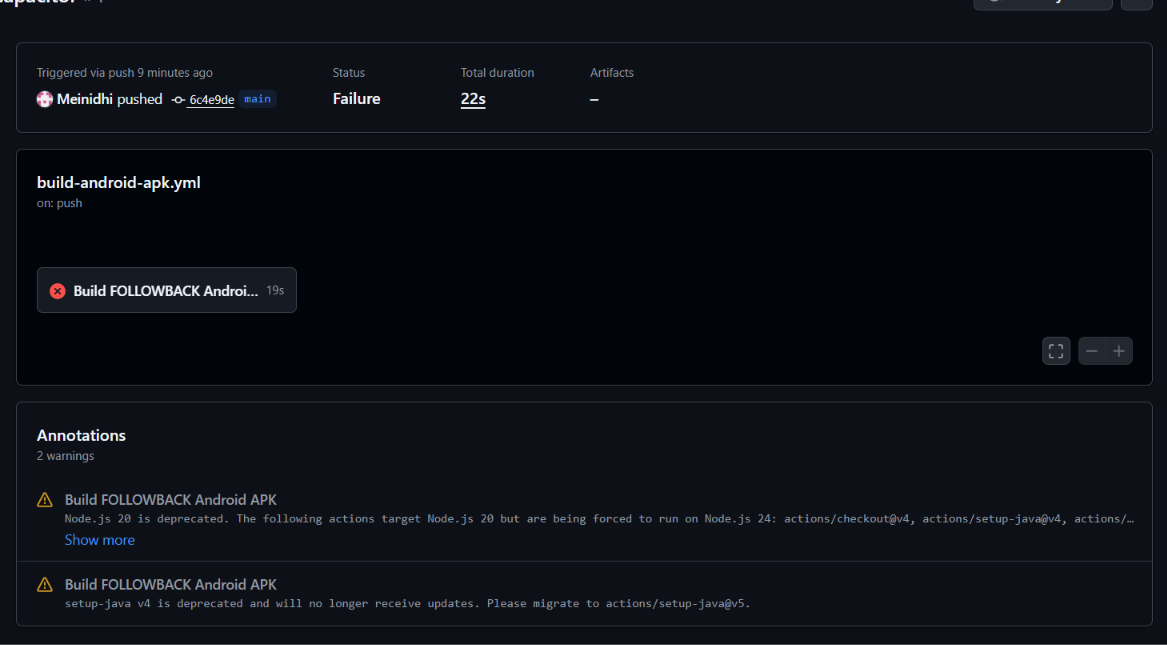 Triggered via push 9 minutes ago
Status
Total duration
Artifacts
Meinidhi pushed 6c4e9de main
Failure
22s
–
build-android-apk.yml
on: push
Build FOLLOWBACK Androi... 19s
Annotations
2 warnings
Build FOLLOWBACK Android APK
Node.js 20 is deprecated. The following actions target Node.js 20 but are being forced to run on Node.js 24: actions/checkout@v4, actions/setup-java@v4, actions/…
Show more
Build FOLLOWBACK Android APK
setup-java v4 is deprecated and will no longer receive updates. Please migrate to actions/setup-java@v5.